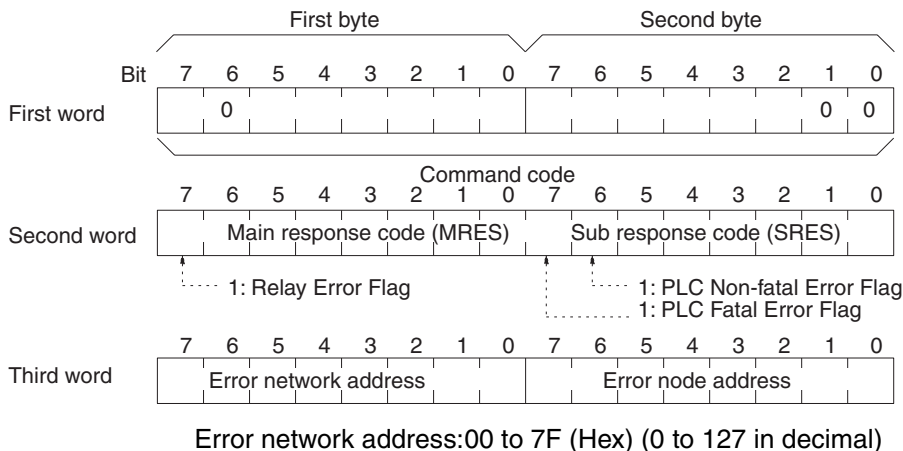 First byte Second byte
Bit 7 6 5 4 3 2 1 0 7 6 5 4 3 2 1 0
First word 0 0 0
Command code
7 6 5 4 3 2 1 0 7 6 5 4 3 2 1 0
Second word Main response code (MRES) Sub response code (SRES)
1: Relay Error Flag 1: PLC Non-fatal Error Flag
1: PLC Fatal Error Flag
7 6 5 4 3 2 1 0 7 6 5 4 3 2 1 0
Third word Error network address Error node address
Error network address:00 to 7F (Hex) (0 to 127 in decimal)